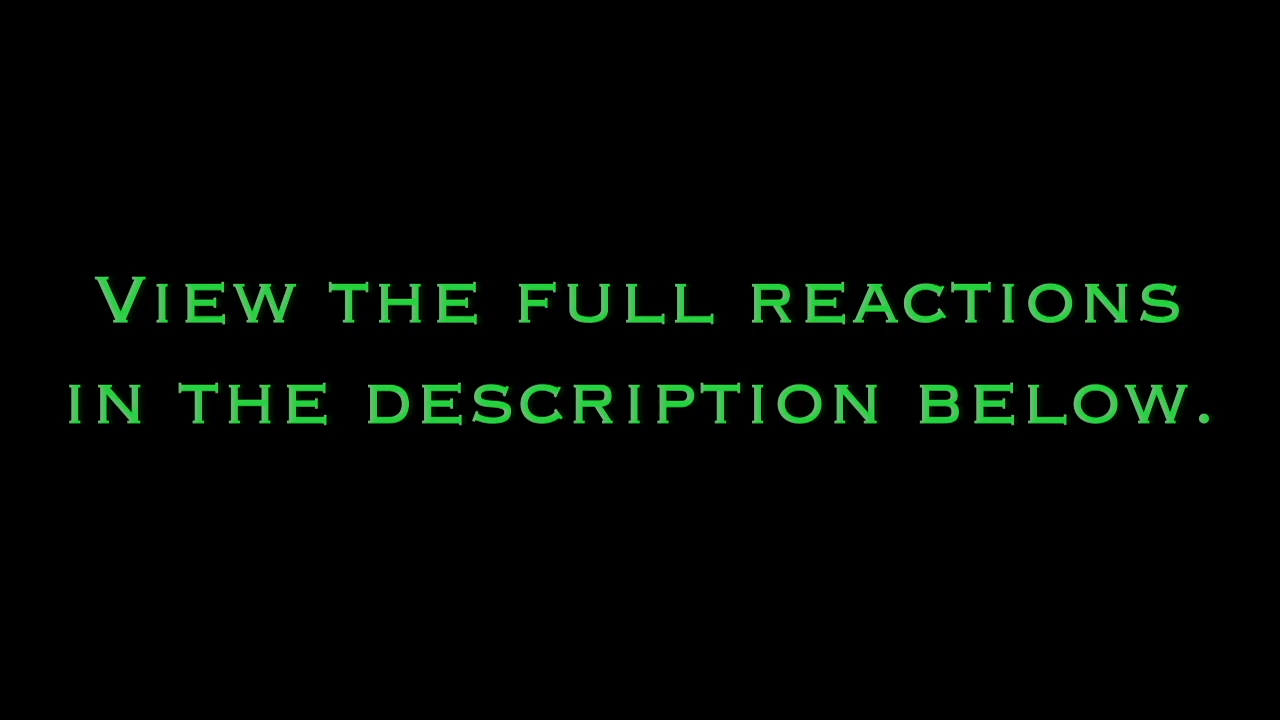 View the full reactions
in the description below.